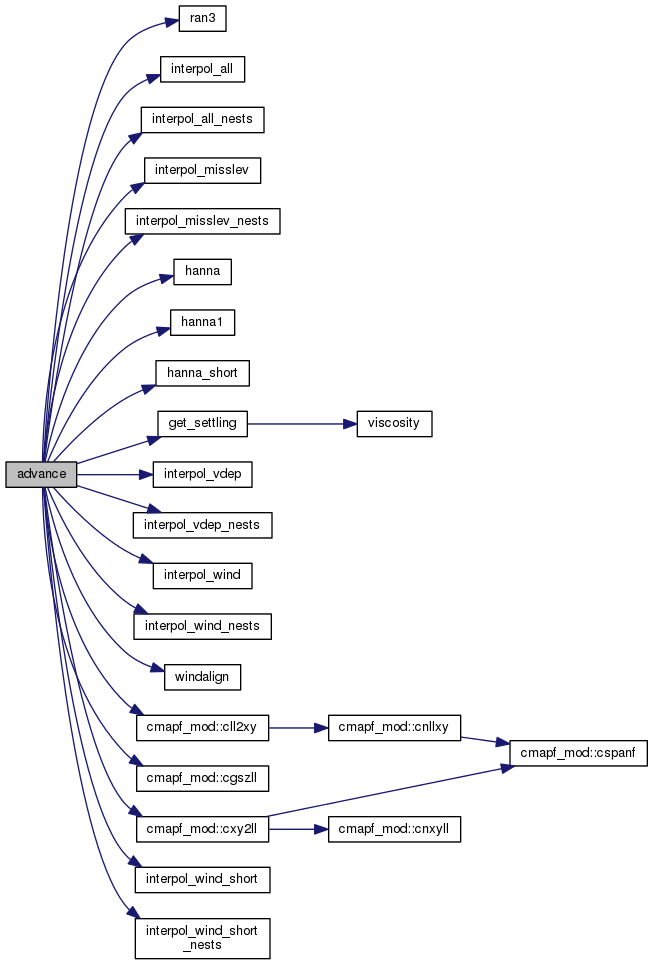 ran3
interpol_all
interpol_all_nests
interpol_misslev
interpol_misslev_nests
hanna
hanna1
hanna_short
get_settling
viscosity
advance
interpol_vdep
interpol_vdep_nests
interpol_wind
interpol_wind_nests
windalign
cmapf_mod::cll2xy
cmapf_mod::cnllxy
cmapf_mod::cspanf
cmapf_mod::cgszll
cmapf_mod::cxy2ll
cmapf_mod::cnxyll
interpol_wind_short
interpol_wind_short
_nests